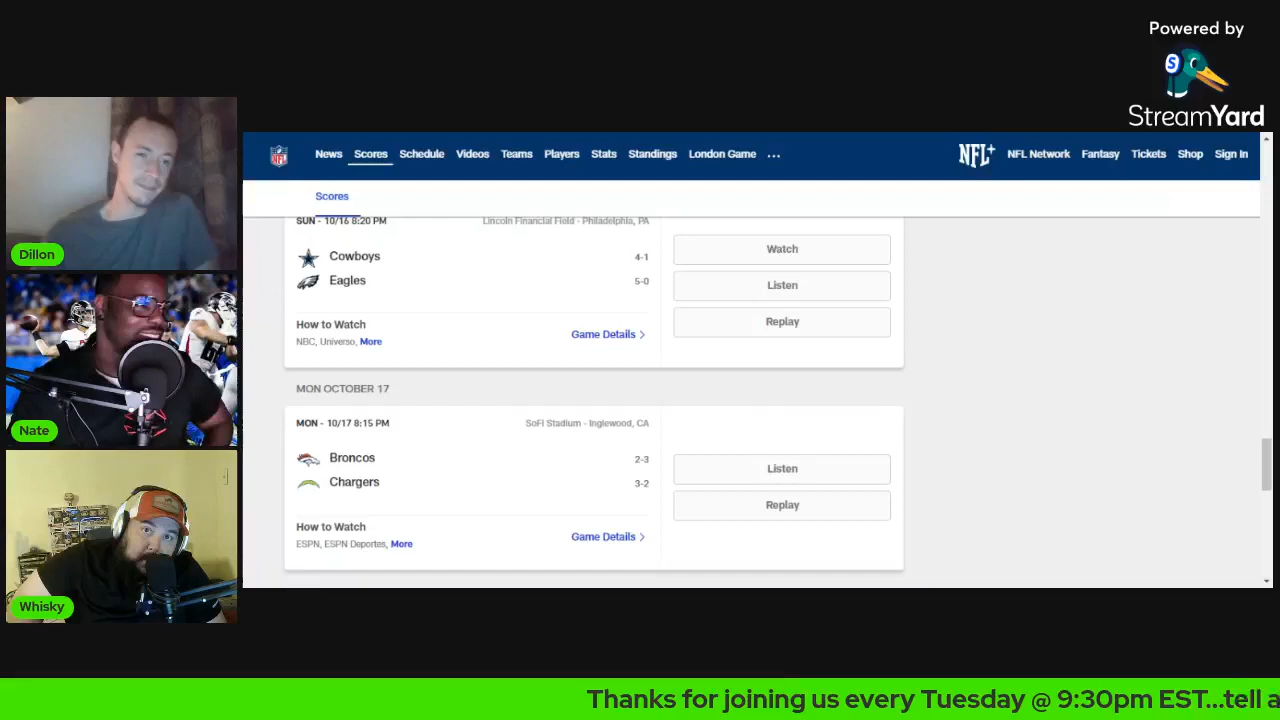 Powered by
StreamYard
News Scores Schedule Videos Teams Players Stats Standings London Game ...
NFL+ NFL Network Fantasy Tickets Shop Sign In
Scores
SUN - 10/16 8:20 PM
Lincoln Financial Field - Philadelphia, PA
Cowboys 4-1
Eagles 5-0
How to Watch
NBC, Universo, More
Game Details >
Watch
Listen
Replay
MON OCTOBER 17
MON - 10/17 8:15 PM
SoFi Stadium - Inglewood, CA
Broncos 2-3
Chargers 3-2
How to Watch
ESPN, ESPN Deportes, More
Game Details >
Listen
Replay
Dillon
Nate
Whisky
Thanks for joining us every Tuesday @ 9:30pm EST...tell a